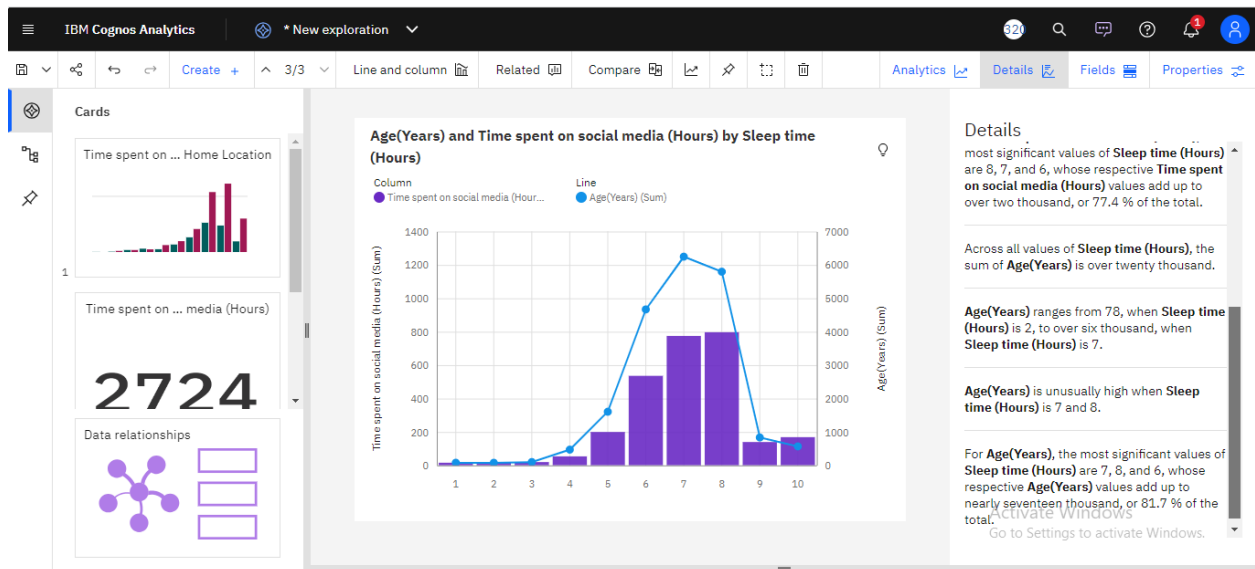 IBM Cognos Analytics
* New exploration
320
1
Create +
3/3
Line and column
Related
Compare
Analytics
Details
Fields
Properties
Cards
Time spent on ... Home Location
1
Time spent on ... media (Hours)
2724
Data relationships
Age(Years) and Time spent on social media (Hours) by Sleep time
(Hours)
Column
Time spent on social media (Hour...
Line
Age(Years) (Sum)
Time spent on social media (Hours) (Sum)
1400
1200
1000
800
600
400
200
0
7000
6000
5000
4000
3000
2000
1000
0
Age(Years) (Sum)
1 2 3 4 5 6 7 8 9 10
Details
most significant values of Sleep time (Hours)
are 8, 7, and 6, whose respective Time spent
on social media (Hours) values add up to
over two thousand, or 77.4 % of the total.
Across all values of Sleep time (Hours), the
sum of Age(Years) is over twenty thousand.
Age(Years) ranges from 78, when Sleep time
(Hours) is 2, to over six thousand, when
Sleep time (Hours) is 7.
Age(Years) is unusually high when Sleep
time (Hours) is 7 and 8.
For Age(Years), the most significant values of
Sleep time (Hours) are 7, 8, and 6, whose
respective Age(Years) values add up to
nearly seventeen thousand, or 81.7 % of the
total.
Activate Windows
Go to Settings to activate Windows.